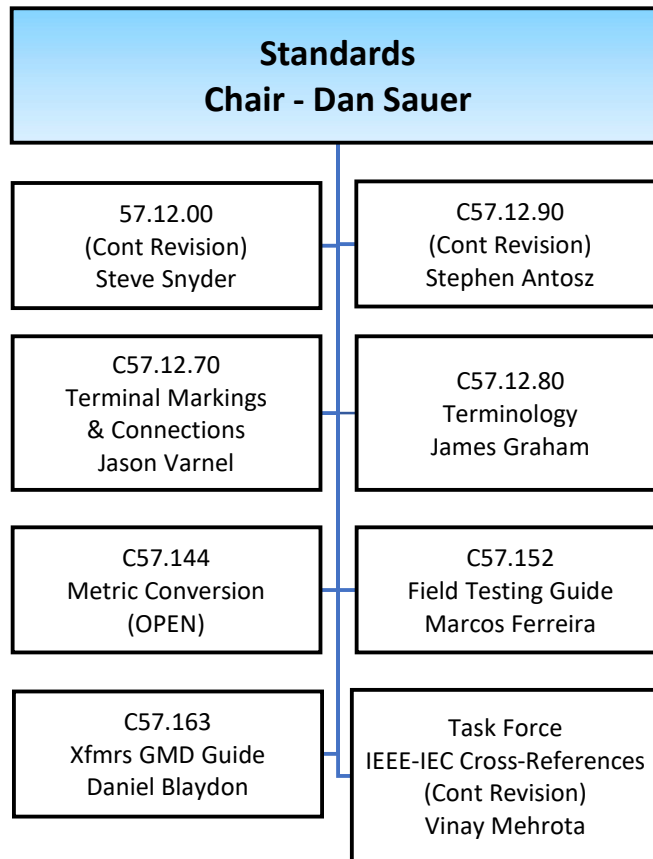 Standards
Chair - Dan Sauer
57.12.00
(Cont Revision)
Steve Snyder
C57.12.90
(Cont Revision)
Stephen Antosz
C57.12.70
Terminal Markings
& Connections
Jason Varnel
C57.12.80
Terminology
James Graham
C57.144
Metric Conversion
(OPEN)
C57.152
Field Testing Guide
Marcos Ferreira
C57.163
Xfmrs GMD Guide
Daniel Blaydon
Task Force
IEEE-IEC Cross-References
(Cont Revision)
Vinay Mehrota